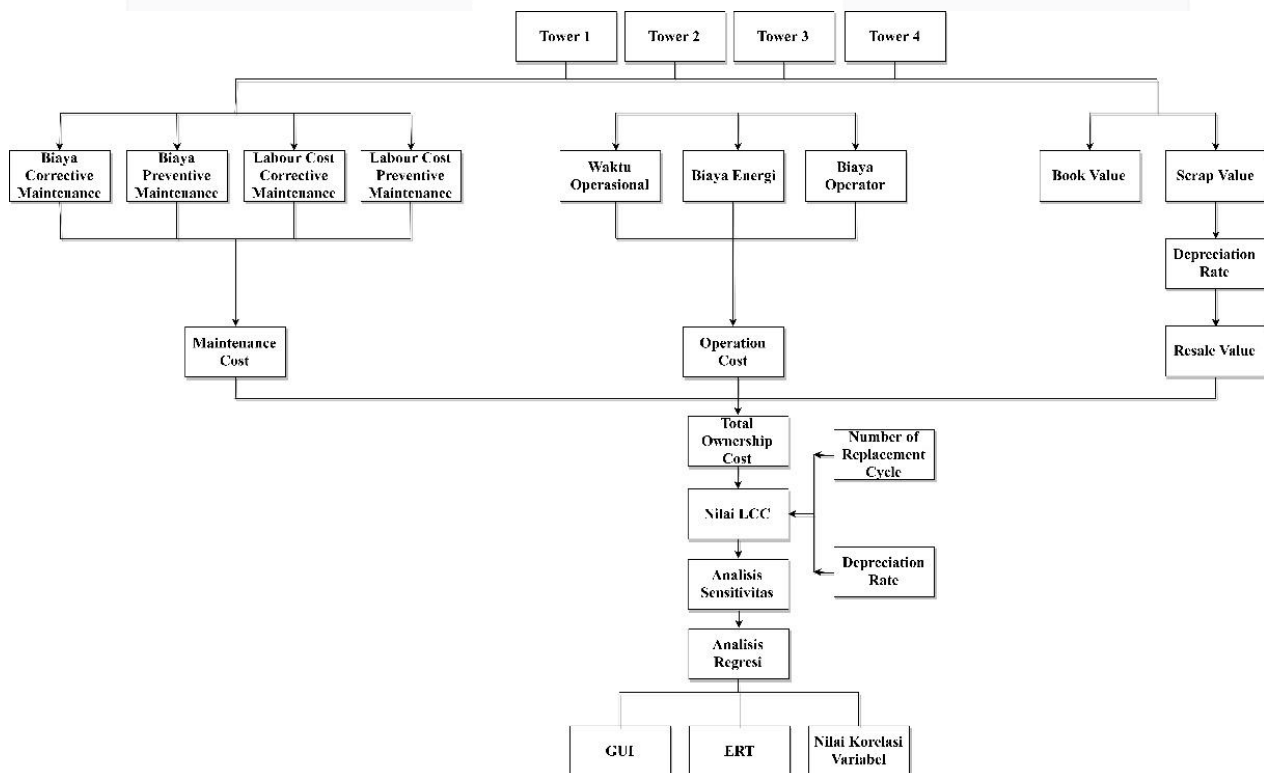 Tower 1
Tower 2
Tower 3
Tower 4
Biaya
Corrective
Maintenance
Biaya
Preventive
Maintenance
Labour Cost
Corrective
Maintenance
Labour Cost
Preventive
Maintenance
Waktu
Operasional
Biaya Energi
Biaya
Operator
Book Value
Scrap Value
Depreciation
Rate
Maintenance
Cost
Operation
Cost
Resale Value
Total
Ownership
Cost
Number of
Replacement
Cycle
Nilai LCC
Analisis
Sensitivitas
Depreciation
Rate
Analisis
Regresi
GUI
ERT
Nilai Korelasi
Variabel